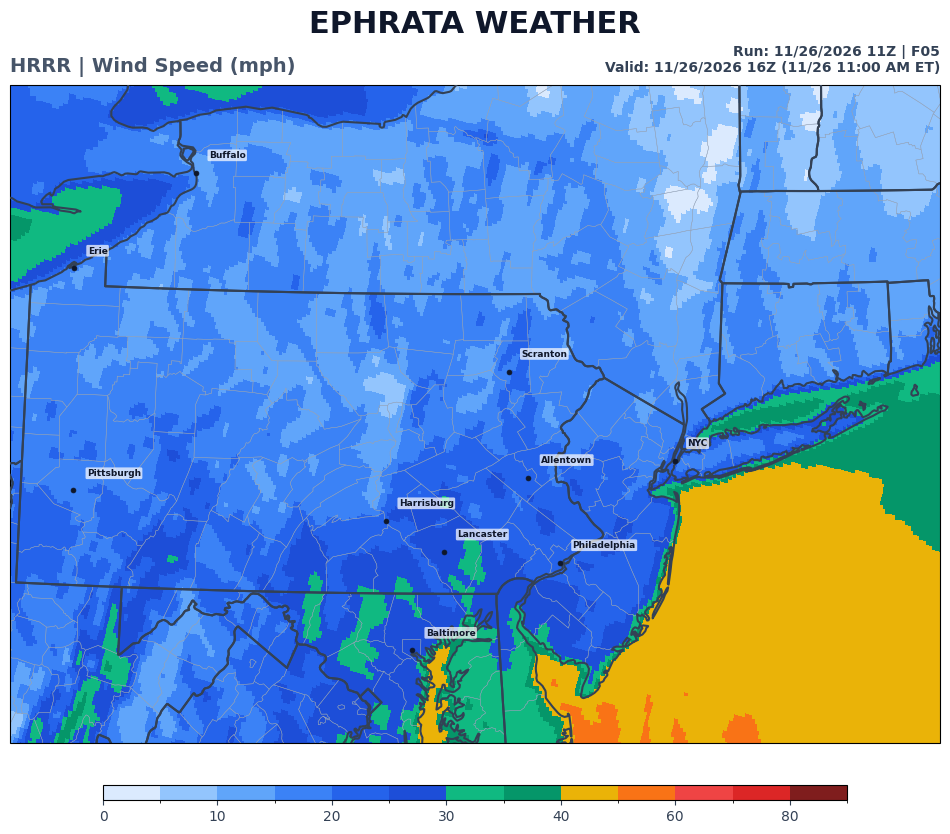 EPHRATA WEATHER
HRRR | Wind Speed (mph)
Run: 11/26/2026 11Z | F05
Valid: 11/26/2026 16Z (11/26 11:00 AM ET)
Buffalo
Erie
Scranton
NYC
Allentown
Pittsburgh
Harrisburg
Lancaster
Philadelphia
Baltimore
0 10 20 30 40 50 60 70 80